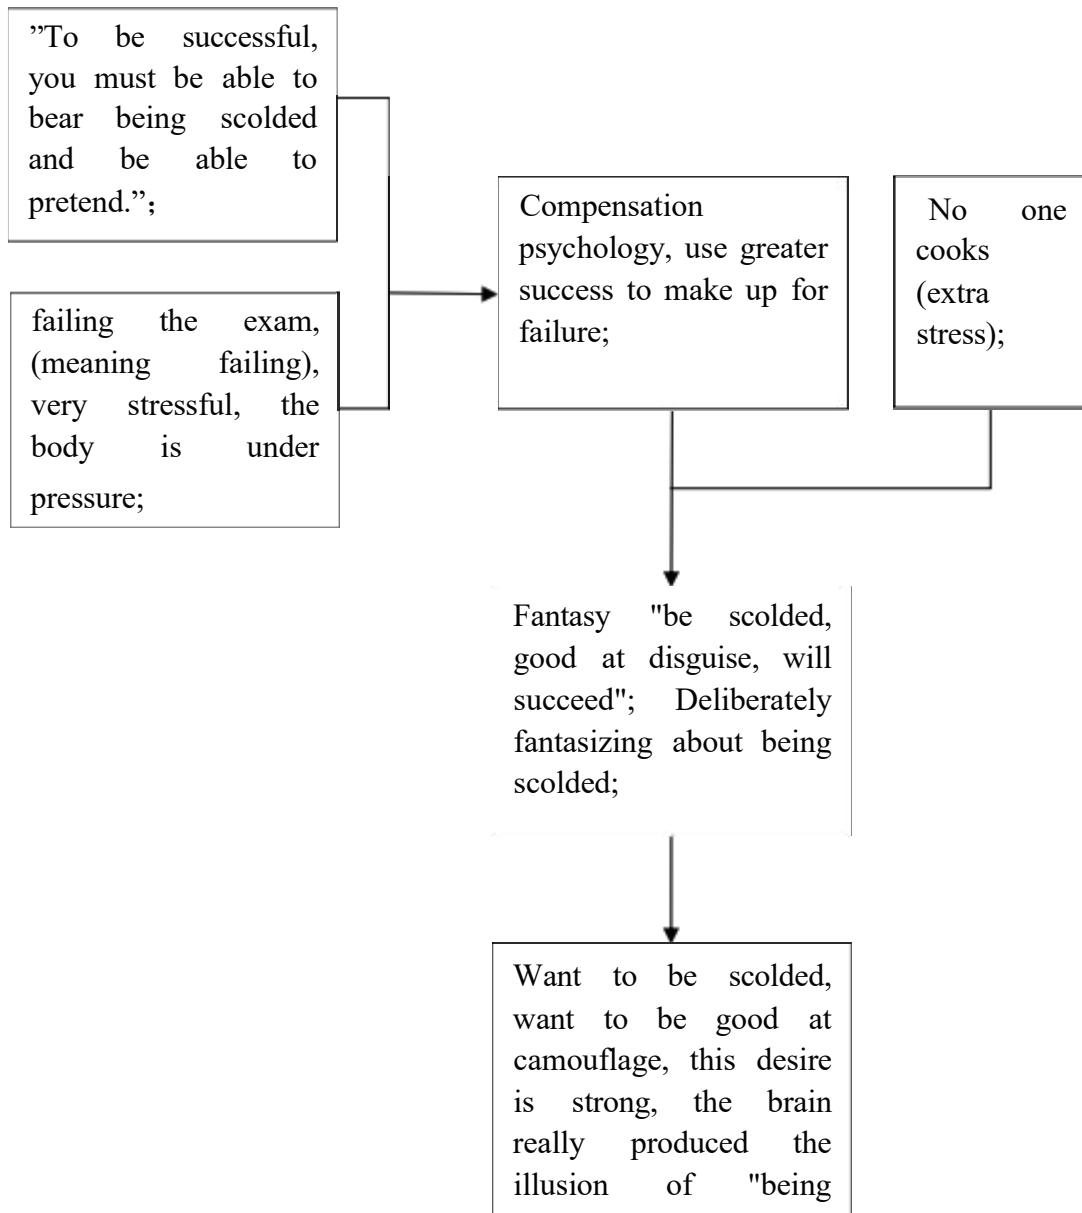 ”To be successful,
you must be able to
bear being scolded
and be able to
pretend.”；
failing the exam,
(meaning failing),
very stressful, the
body is under
pressure;
Compensation
psychology, use greater
success to make up for
failure;
No one
cooks
(extra
stress);
Fantasy "be scolded,
good at disguise, will
succeed"; Deliberately
fantasizing about being
scolded;
Want to be scolded,
want to be good at
camouflage, this desire
is strong, the brain
really produced the
illusion of "being